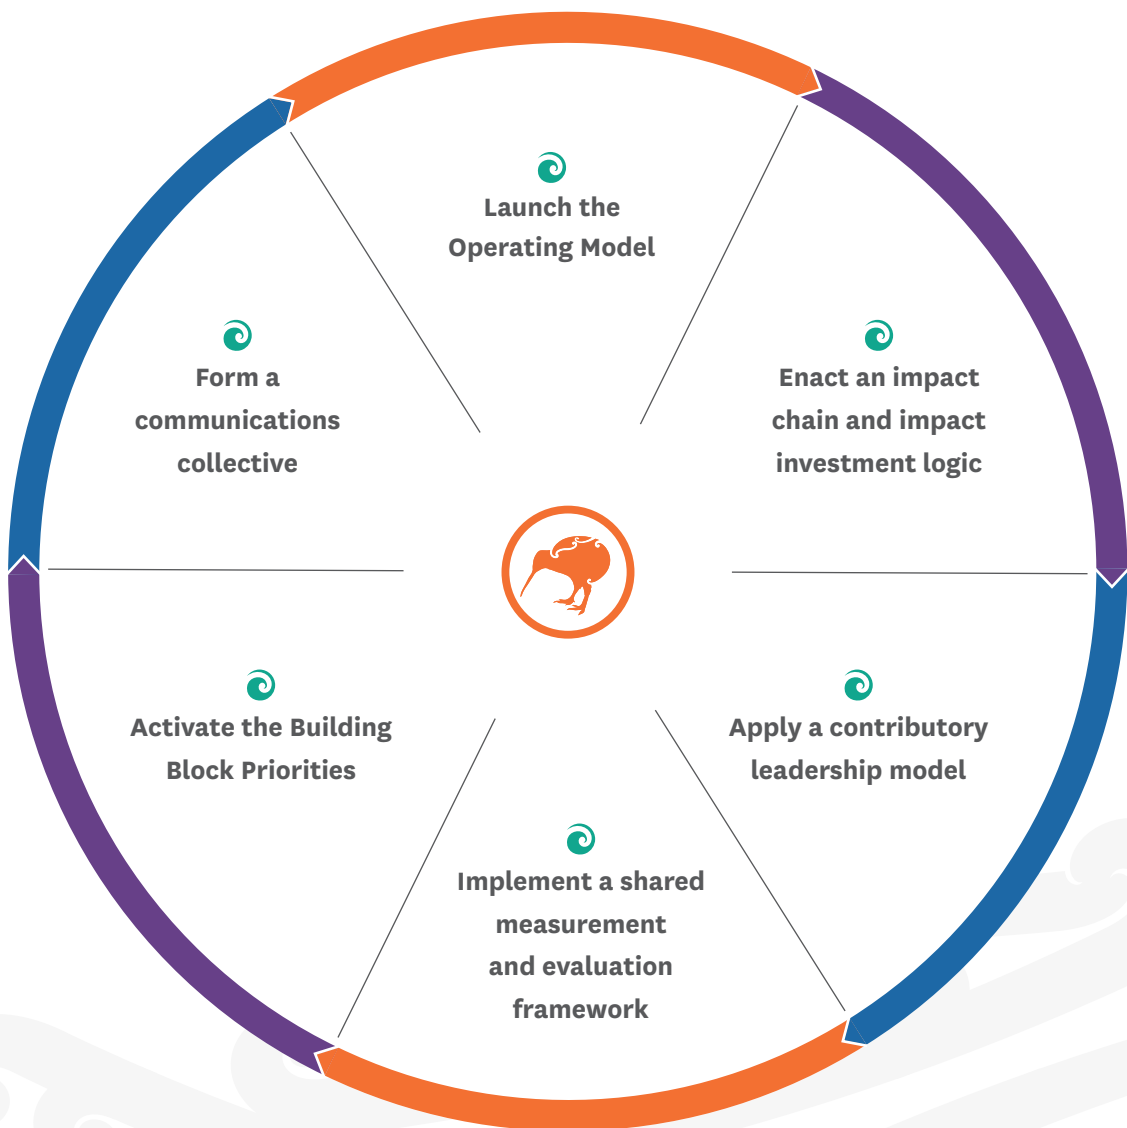 Launch the
Operating Model
Enact an impact
chain and impact
investment logic
Apply a contributory
leadership model
Implement a shared
measurement
and evaluation
framework
Activate the Building
Block Priorities
Form a
communications
collective